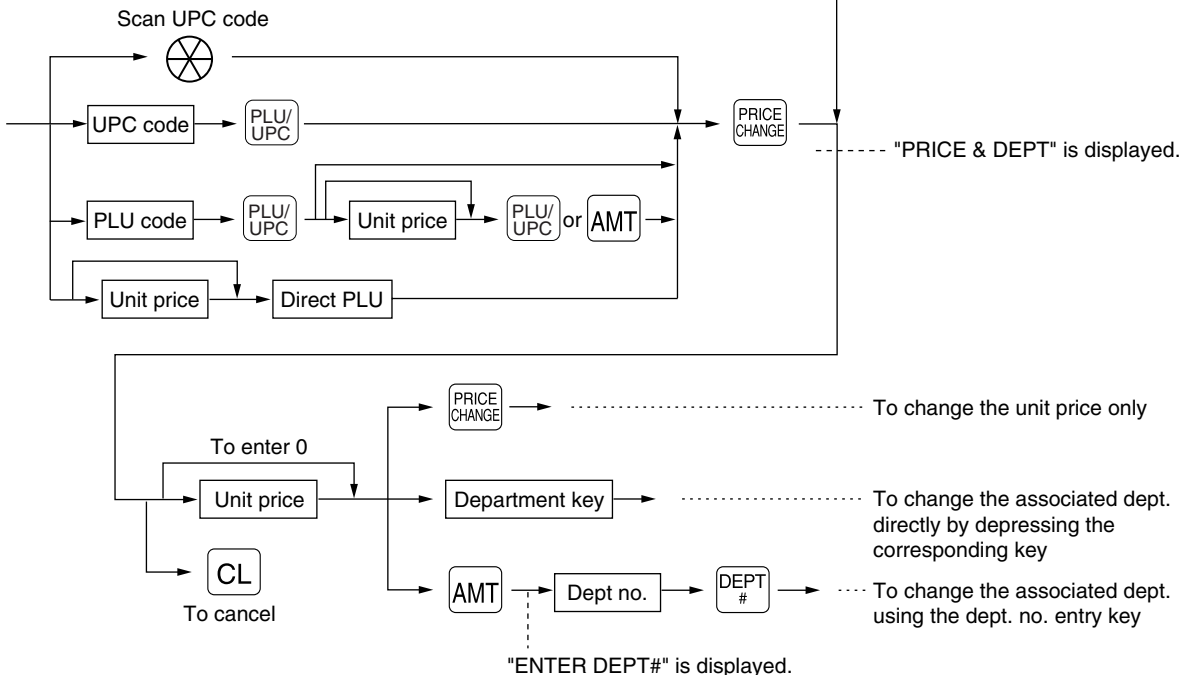 Scan UPC code
UPC code
PLU/
UPC
PRICE
CHANGE
"PRICE & DEPT" is displayed.
PLU code
PLU/
UPC
Unit price
PLU/
UPC
or
AMT
Unit price
Direct PLU
PRICE
CHANGE
To change the unit price only
To enter 0
Unit price
Department key
To change the associated dept.
directly by depressing the
corresponding key
CL
To cancel
AMT
Dept no.
DEPT
#
To change the associated dept.
using the dept. no. entry key
"ENTER DEPT#" is displayed.